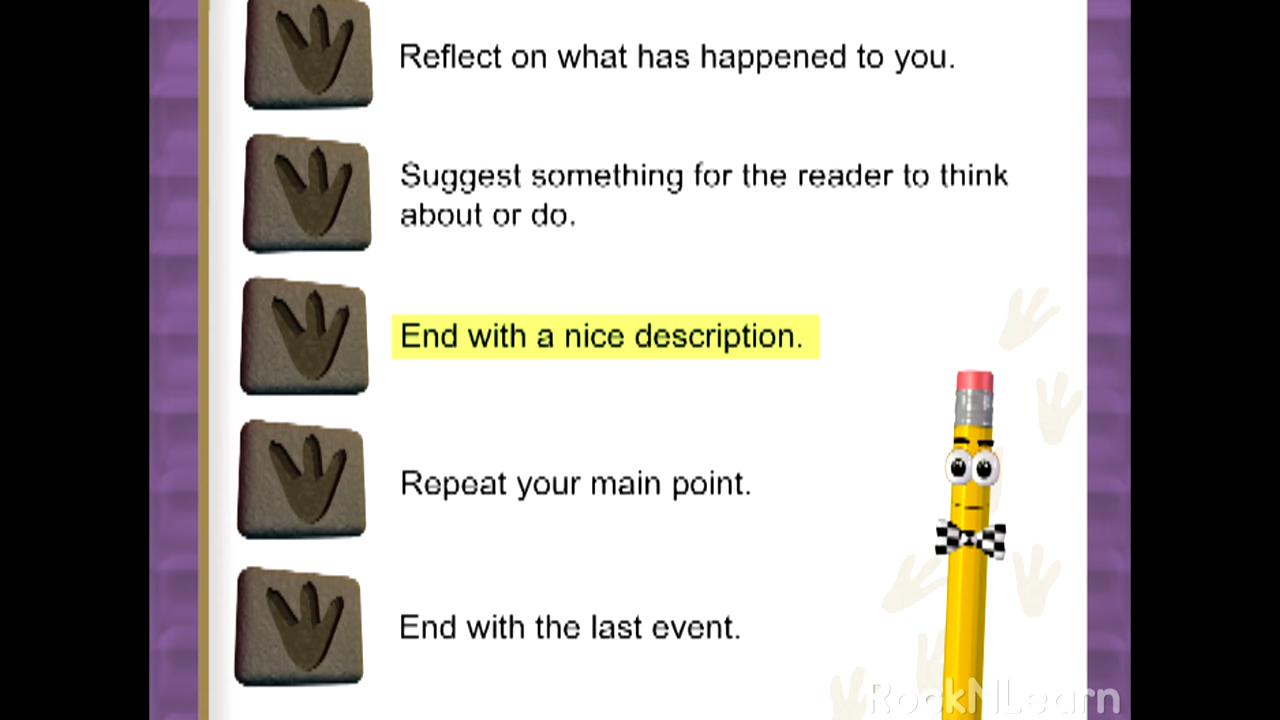 Reflect on what has happened to you.
Suggest something for the reader to think
about or do.
End with a nice description.
Repeat your main point.
End with the last event.
RockNLearn